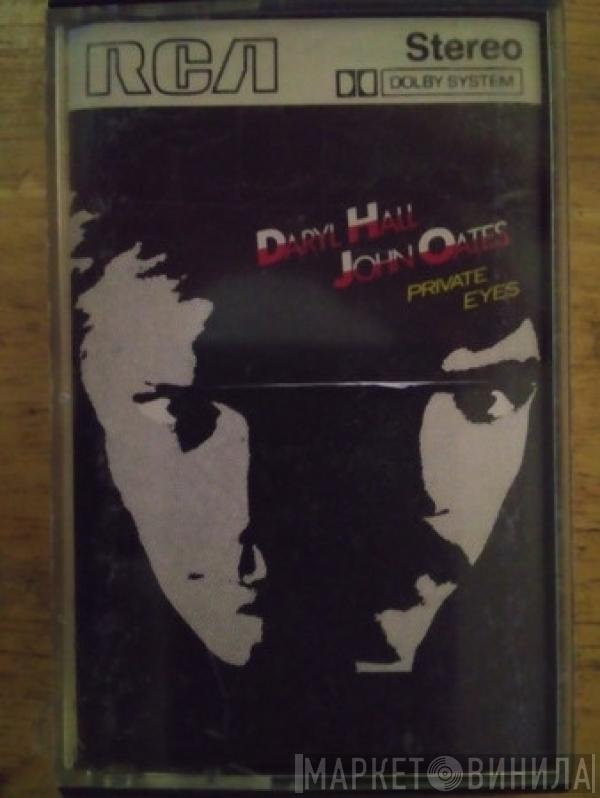 RCA
Stereo
DOLBY SYSTEM
DARYL HALL
JOHN OATES
PRIVATE
EYES
МАРКЕТ ВИНИЛА